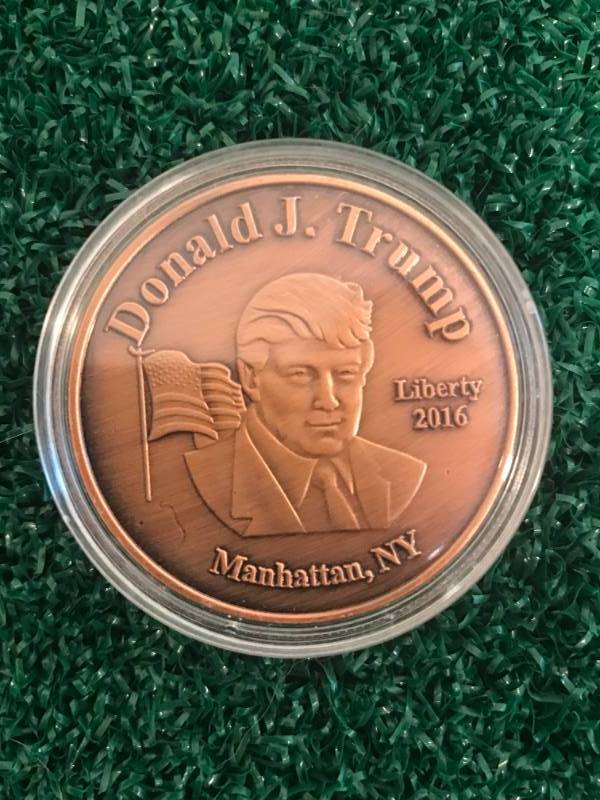 Donald J. Trump
Liberty
2016
Manhattan, NY